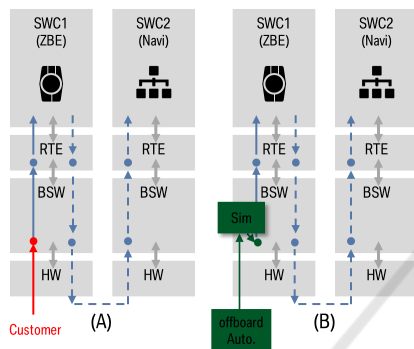 SWC1 SWC2 SWC1 SWC2
(ZBE) (Navi) (ZBE) (Navi)
RTE RTE RTE RTE
BSW BSW BSW BSW
Sim
HW HW HW HW
Customer (A) offboard (B)
Auto.